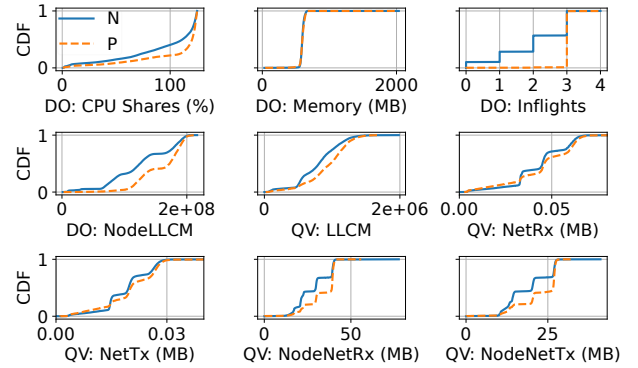 CDF
1
0
N
P
0
100
DO: CPU Shares (%)
0
2000
DO: Memory (MB)
0 1 2 3 4
DO: Inflights
CDF
1
0
0
2e+08
DO: NodeLLCM
0
2e+06
QV: LLCM
0.00
0.05
QV: NetRx (MB)
CDF
1
0
0.00
0.03
QV: NetTx (MB)
0
50
QV: NodeNetRx (MB)
0
25
QV: NodeNetTx (MB)